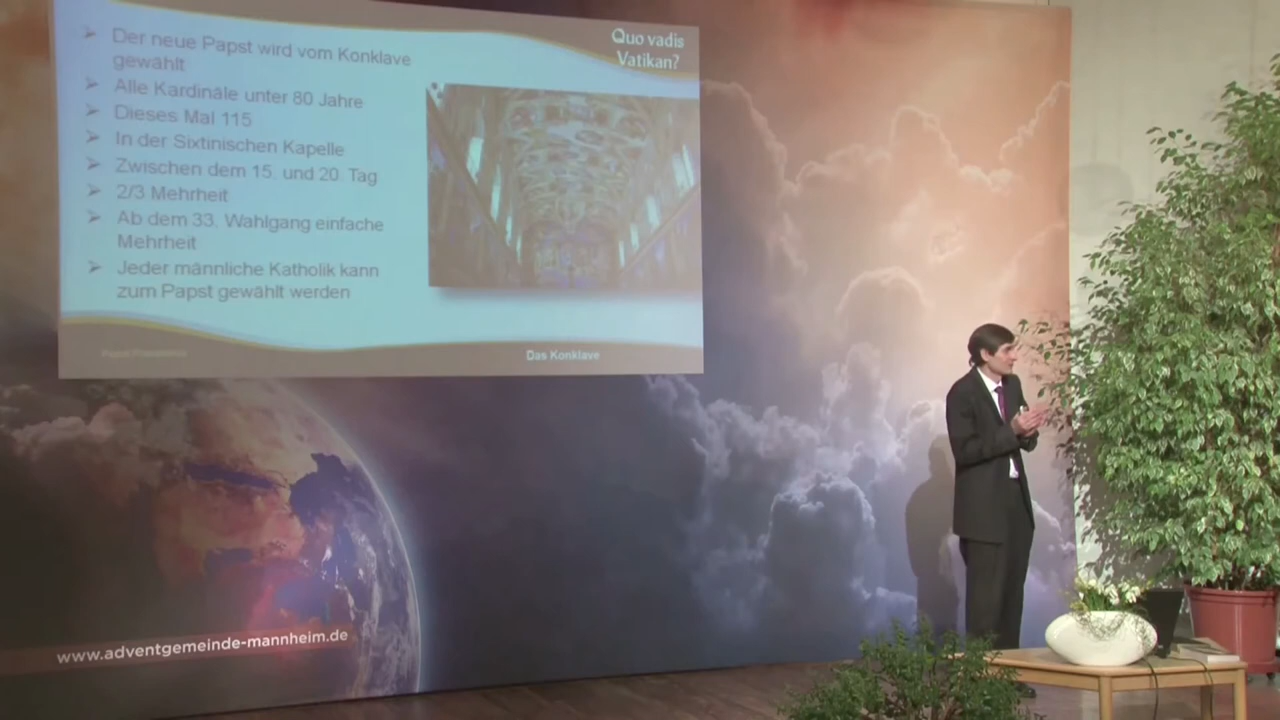 Quo vadis
Vatikan?
Der neue Papst wird vom Konklave
gewählt
Alle Kardinäle unter 80 Jahre
Dieses Mal 115
In der Sixtinischen Kapelle
Zwischen dem 15. und 20. Tag
2/3 Mehrheit
Ab dem 33. Wahlgang einfache
Mehrheit
Jeder männliche Katholik kann
zum Papst gewählt werden
Das Konklave
www.adventgemeinde-mannheim.de